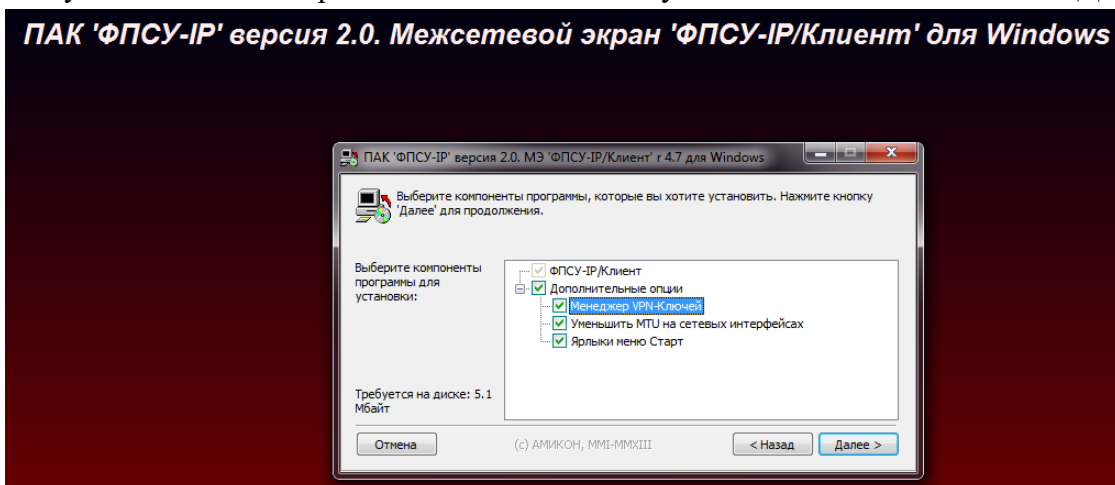 ПАК 'ФПСУ-IP' версия 2.0. Межсетевой экран 'ФПСУ-IP/Клиент' для Windows
ПАК 'ФПСУ-IP' версия 2.0. МЭ 'ФПСУ-IP/Клиент' r 4.7 для Windows
Выберите компоненты программы, которые вы хотите установить. Нажмите кнопку
'Далее' для продолжения.
Выберите компоненты
программы для
установки:
ФПСУ-IP/Клиент
Дополнительные опции
Менеджер VPN-Ключей
Уменьшить MTU на сетевых интерфейсах
Ярлыки меню Старт
Требуется на диске: 5.1
Мбайт
Отмена
(c) АМИКОН, MMI-MMXIII
< Назад
Далее >